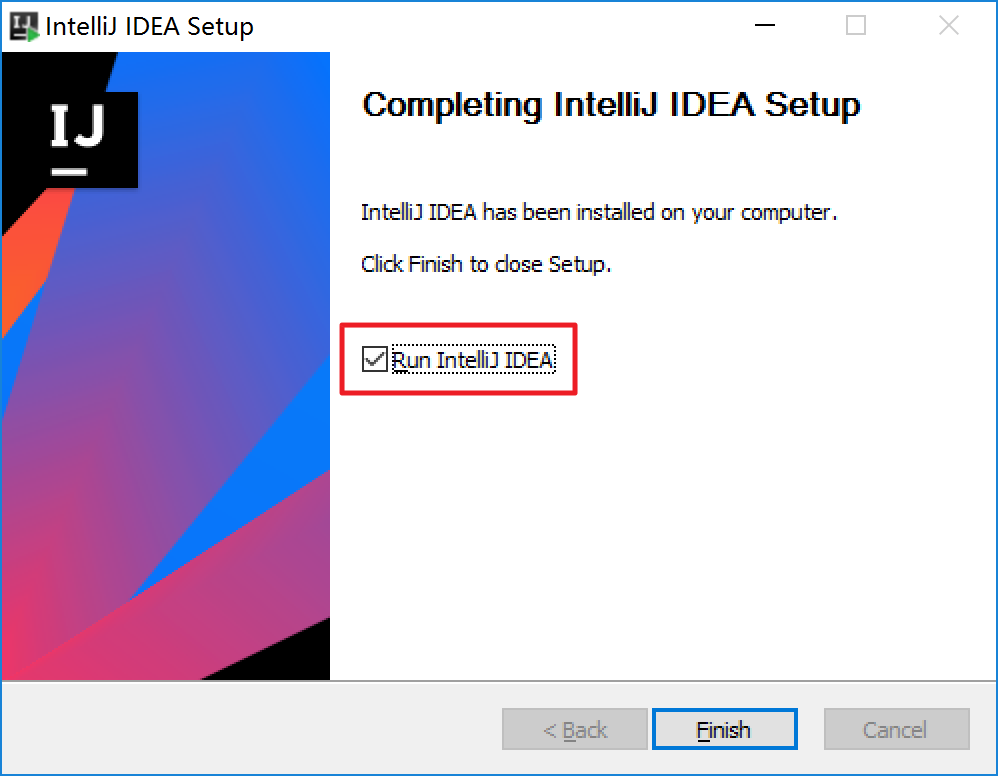 IntelliJ IDEA Setup
IJ
Completing IntelliJ IDEA Setup
IntelliJ IDEA has been installed on your computer.
Click Finish to close Setup.
Run IntelliJ IDEA
< Back
Finish
Cancel